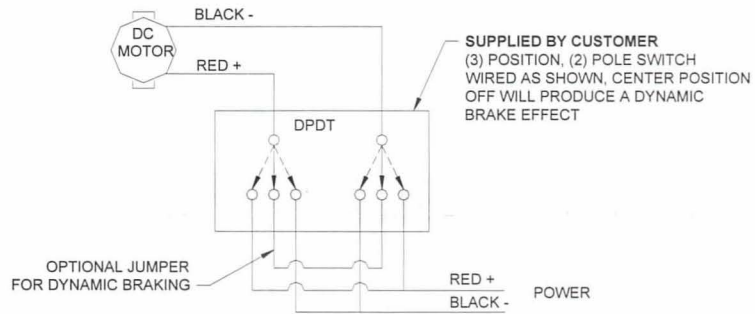 BLACK -
DC
MOTOR
RED +
SUPPLIED BY CUSTOMER
(3) POSITION, (2) POLE SWITCH
WIRED AS SHOWN, CENTER POSITION
OFF WILL PRODUCE A DYNAMIC
BRAKE EFFECT
DPDT
OPTIONAL JUMPER
FOR DYNAMIC BRAKING
RED +
POWER
BLACK -